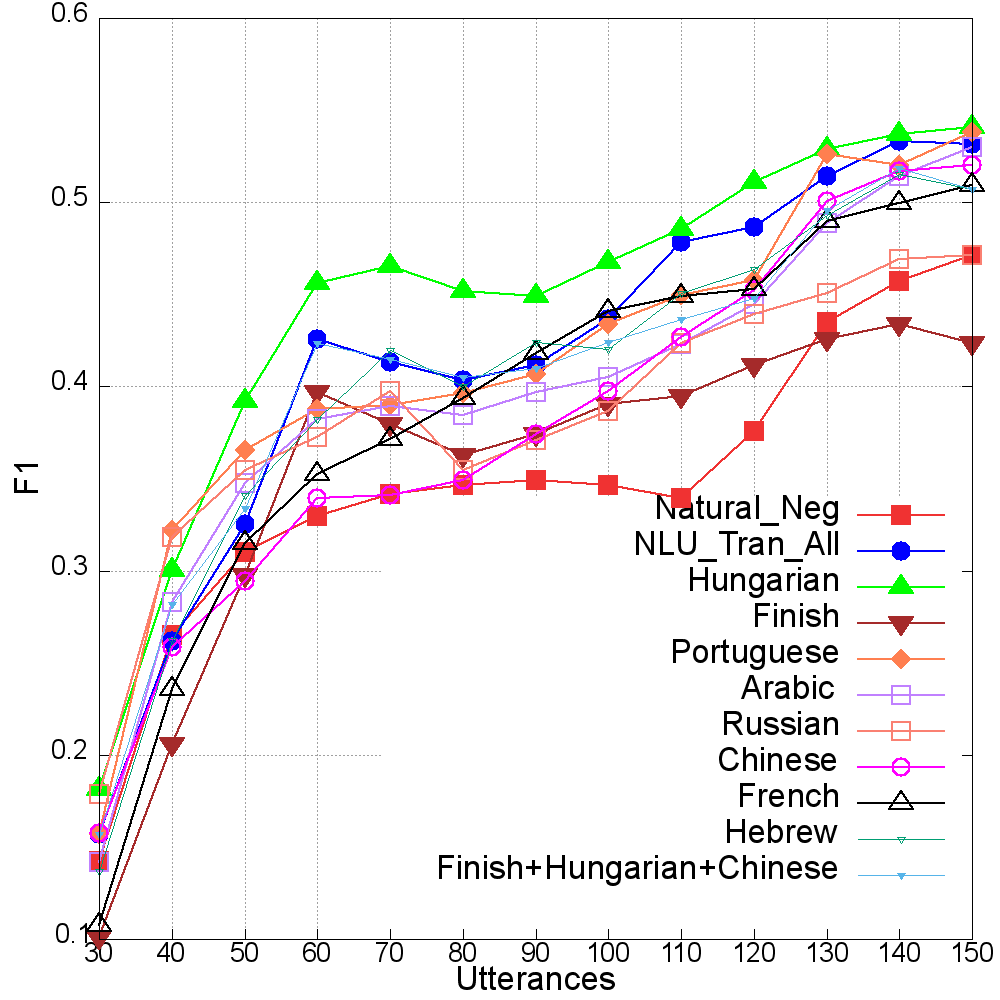 0.6
0.5
0.4
0.3
0.2
0.1
F1
Natural_Neg
NLU_Tran_All
Hungarian
Finish
Portuguese
Arabic
Russian
Chinese
French
Hebrew
Finish+Hungarian+Chinese
30 40 50 60 70 80 90 100 110 120 130 140 150
Utterances